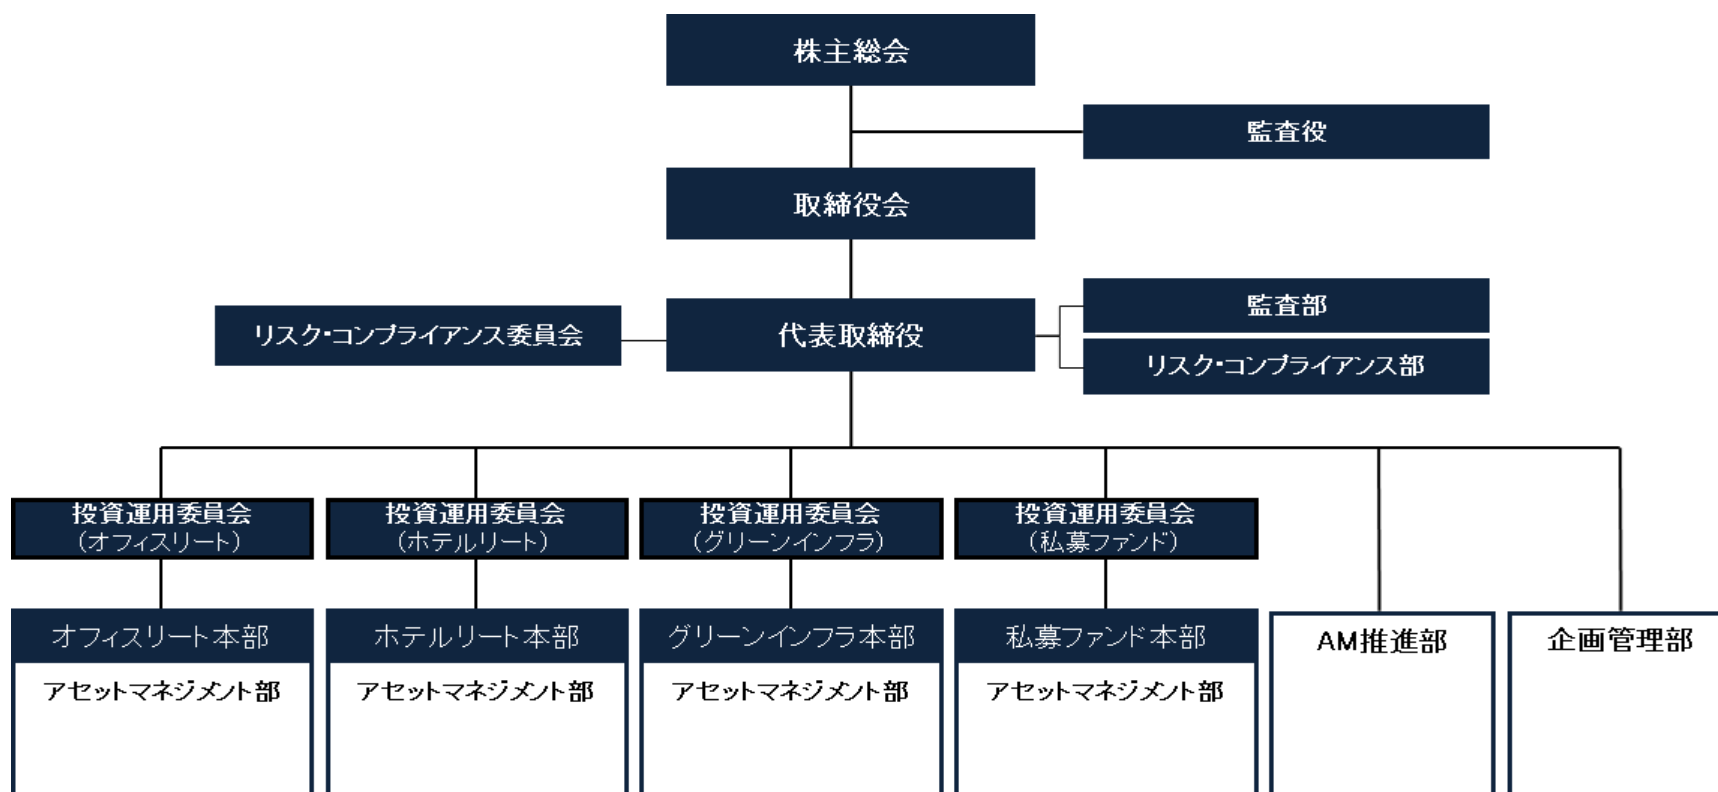 株主総会
監査役
取締役会
監査部
リスク・コンプライアンス委員会
代表取締役
リスク・コンプライアンス部
投資運用委員会
（オフィスリート）
投資運用委員会
（ホテルリート）
投資運用委員会
（グリーンインフラ）
投資運用委員会
（私募ファンド）
オフィスリート本部
ホテルリート本部
グリーンインフラ本部
私募ファンド本部
AM推進部
企画管理部
アセットマネジメント部
アセットマネジメント部
アセットマネジメント部
アセットマネジメント部